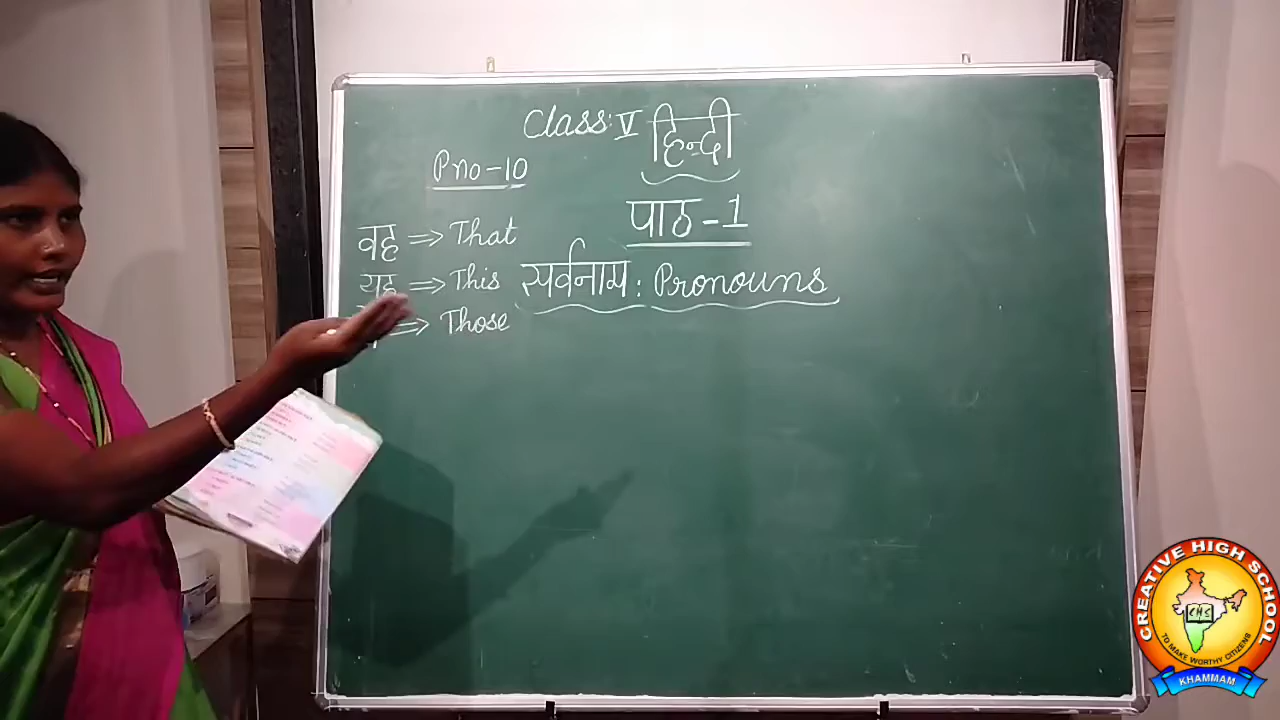 Class: V हिन्दी
Pno-10
पाठ-1
वह ⇒ That
यह ⇒ This
⇒ Those
सर्वनाम : Pronouns
CREATIVE HIGH SCHOOL
CHS
TO MAKE WORTHY CITIZENS
KHAMMAM